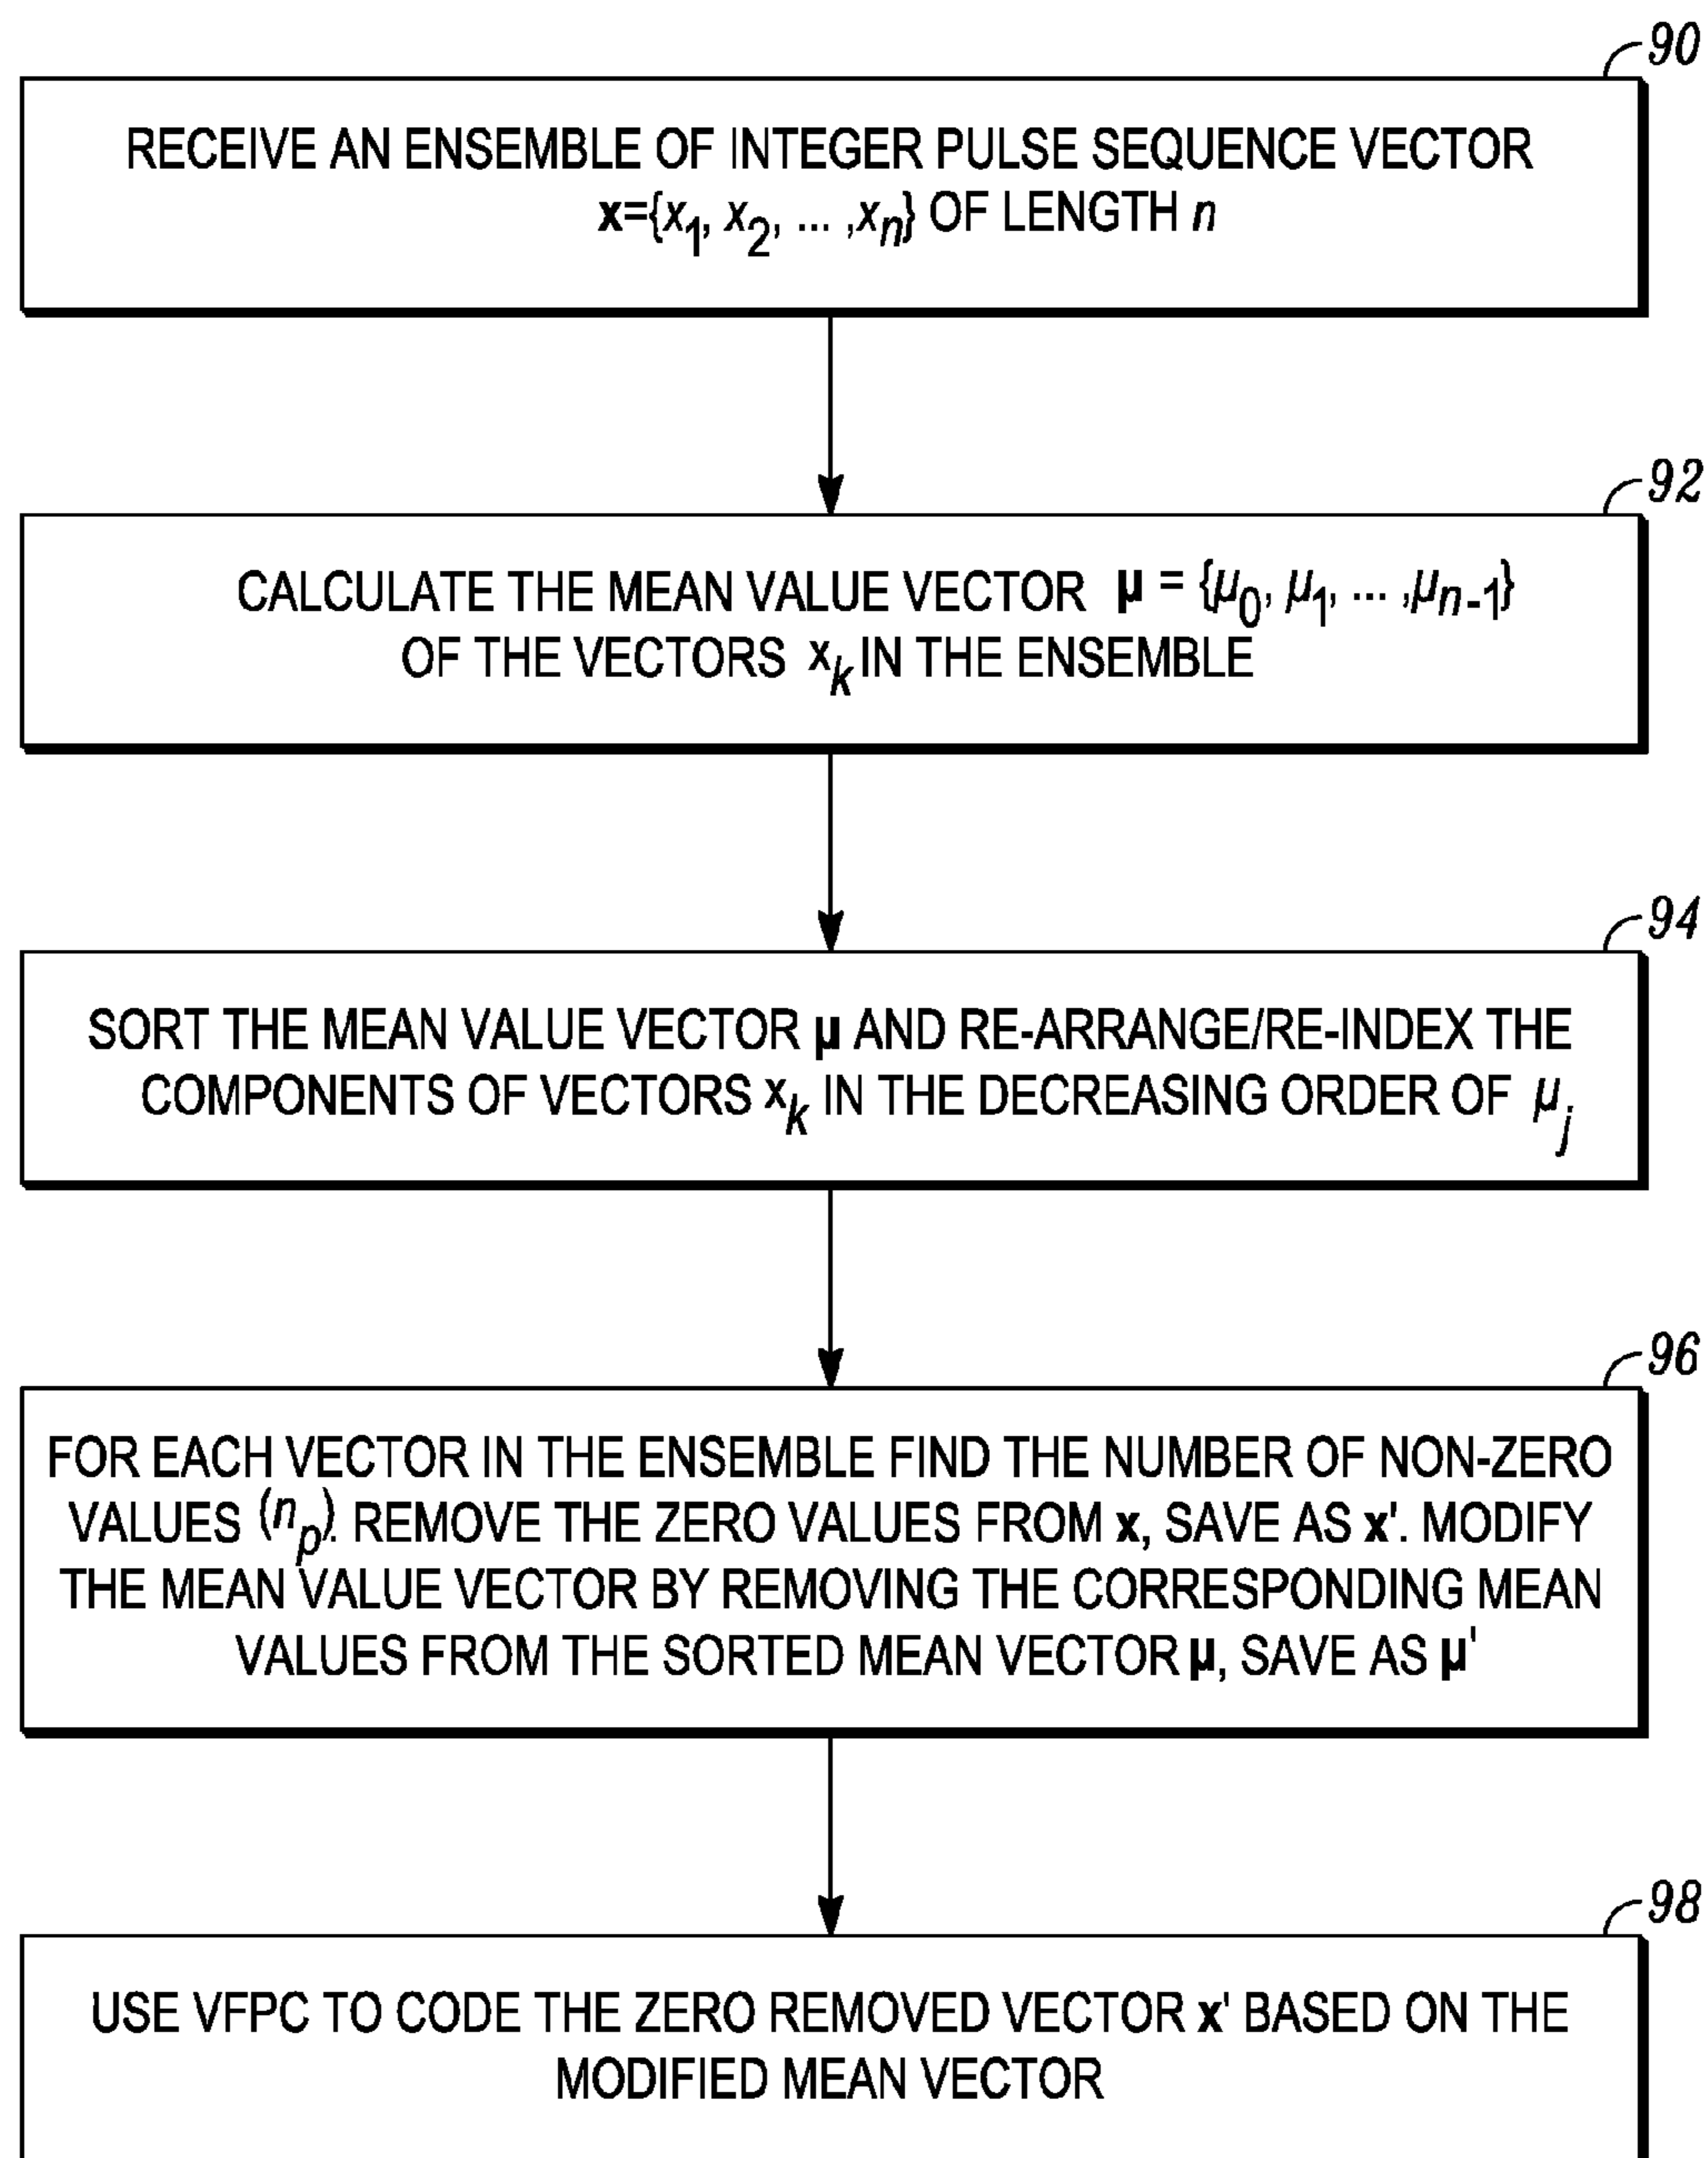 90
RECEIVE AN ENSEMBLE OF INTEGER PULSE SEQUENCE VECTOR
x={x1, x2, ... ,xn} OF LENGTH n
92
CALCULATE THE MEAN VALUE VECTOR μ = {μ0, μ1, ... ,μn-1}
OF THE VECTORS xk IN THE ENSEMBLE
94
SORT THE MEAN VALUE VECTOR μ AND RE-ARRANGE/RE-INDEX THE
COMPONENTS OF VECTORS xk IN THE DECREASING ORDER OF μj
96
FOR EACH VECTOR IN THE ENSEMBLE FIND THE NUMBER OF NON-ZERO
VALUES (np). REMOVE THE ZERO VALUES FROM x, SAVE AS x'. MODIFY
THE MEAN VALUE VECTOR BY REMOVING THE CORRESPONDING MEAN
VALUES FROM THE SORTED MEAN VECTOR μ, SAVE AS μ'
98
USE VFPC TO CODE THE ZERO REMOVED VECTOR x' BASED ON THE
MODIFIED MEAN VECTOR